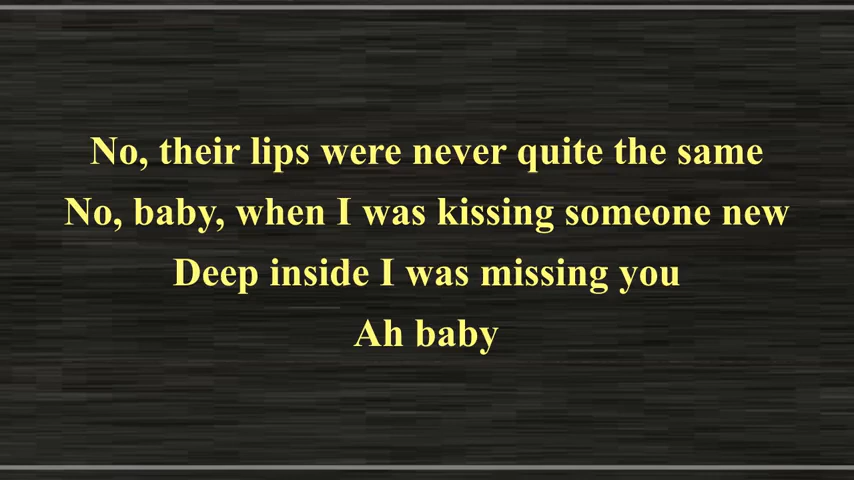 No, their lips were never quite the same
No, baby, when I was kissing someone new
Deep inside I was missing you
Ah baby